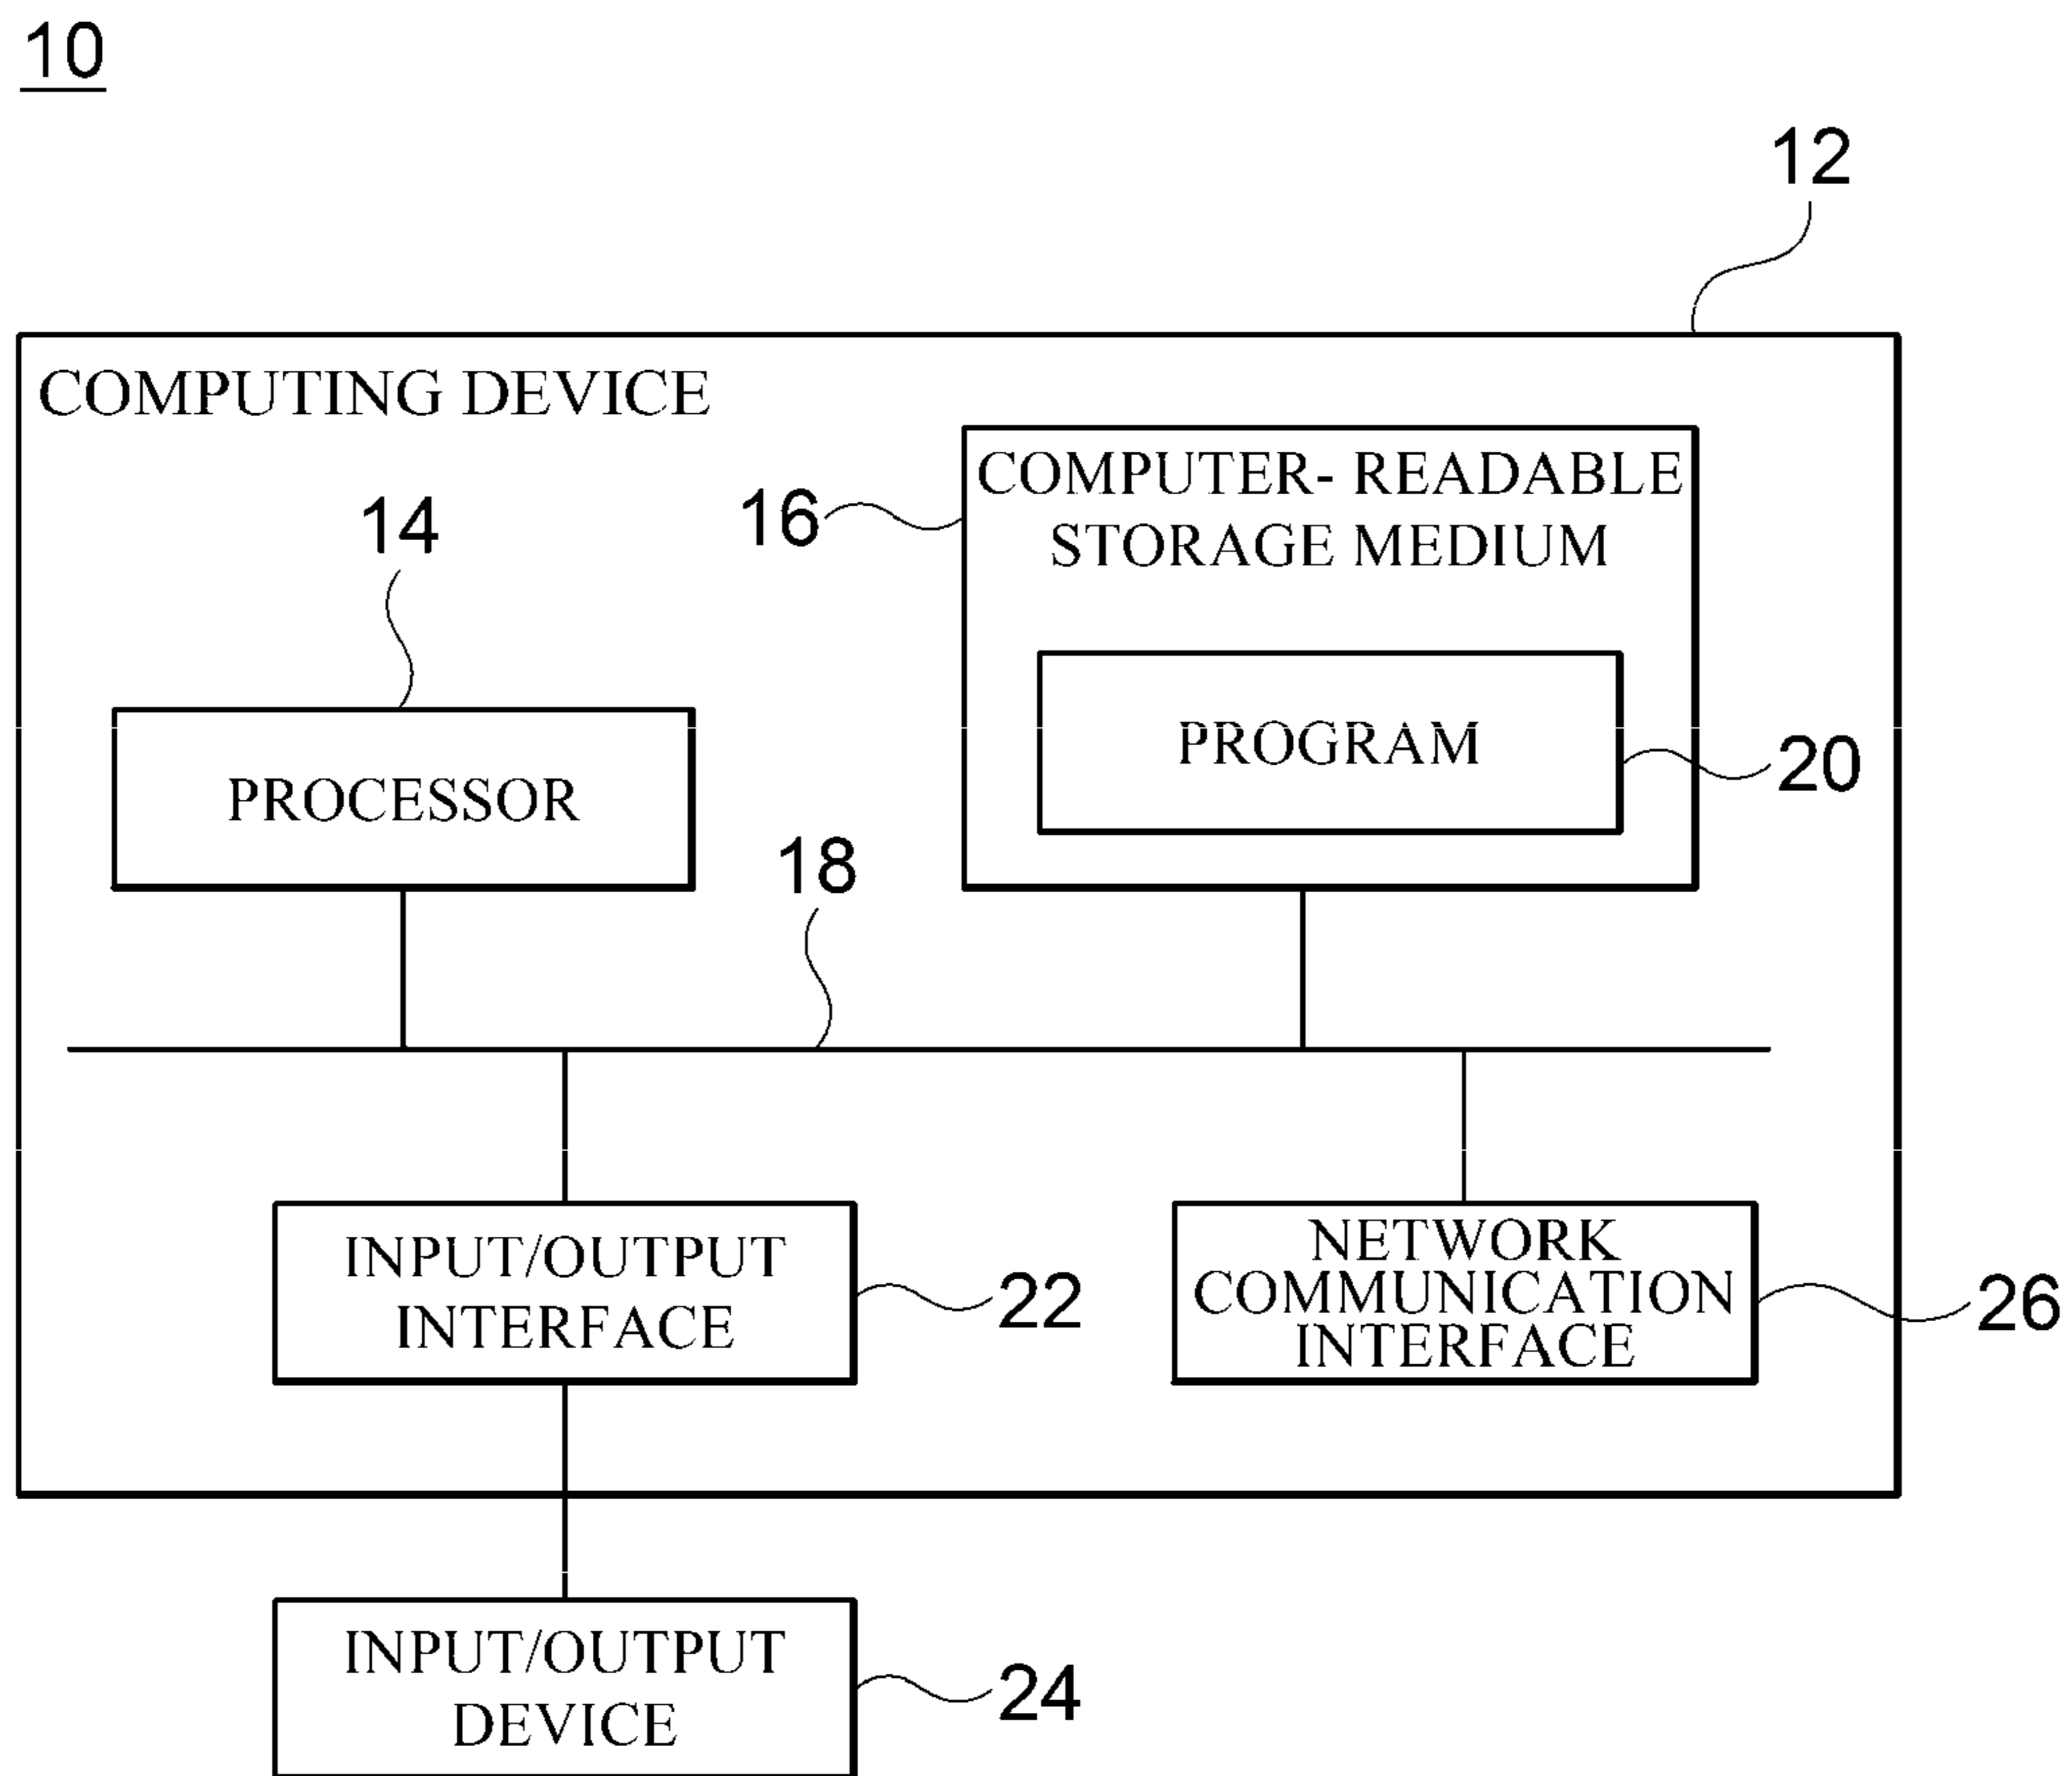 10
12
COMPUTING DEVICE
COMPUTER- READABLE
STORAGE MEDIUM
16
14
PROGRAM
20
PROCESSOR
18
INPUT/OUTPUT
INTERFACE
22
NETWORK
COMMUNICATION
INTERFACE
26
INPUT/OUTPUT
DEVICE
24